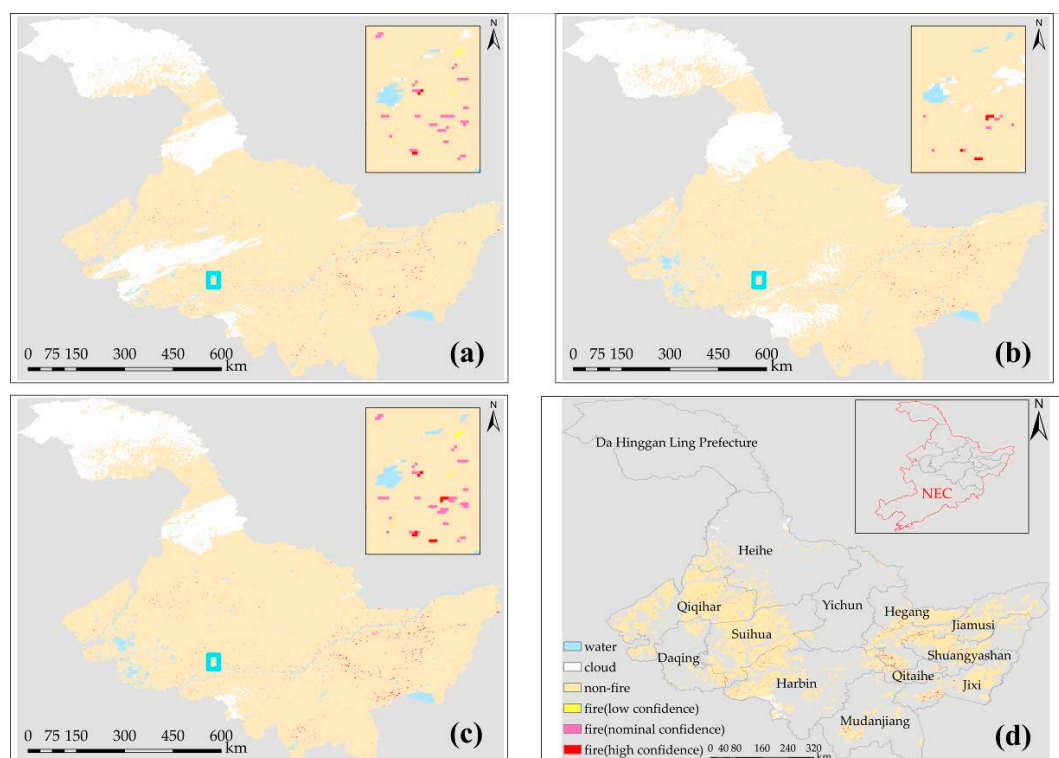 N
0 75 150 300 450 600
km
(a)
N
0 75 150 300 450 600
km
(b)
N
0 75 150 300 450 600
km
(c)
N
Da Hinggan Ling Prefecture
NEC
Heihe
Yichun
Hegang
Qiqihar
Jiamusi
Suihua
Shuangyashan
Daqing
Qitaihe
Harbin
Jixi
Mudanjiang
water
cloud
non-fire
fire(low confidence)
fire(nominal confidence)
fire(high confidence)
0 40 80 160 240 320
km
(d)